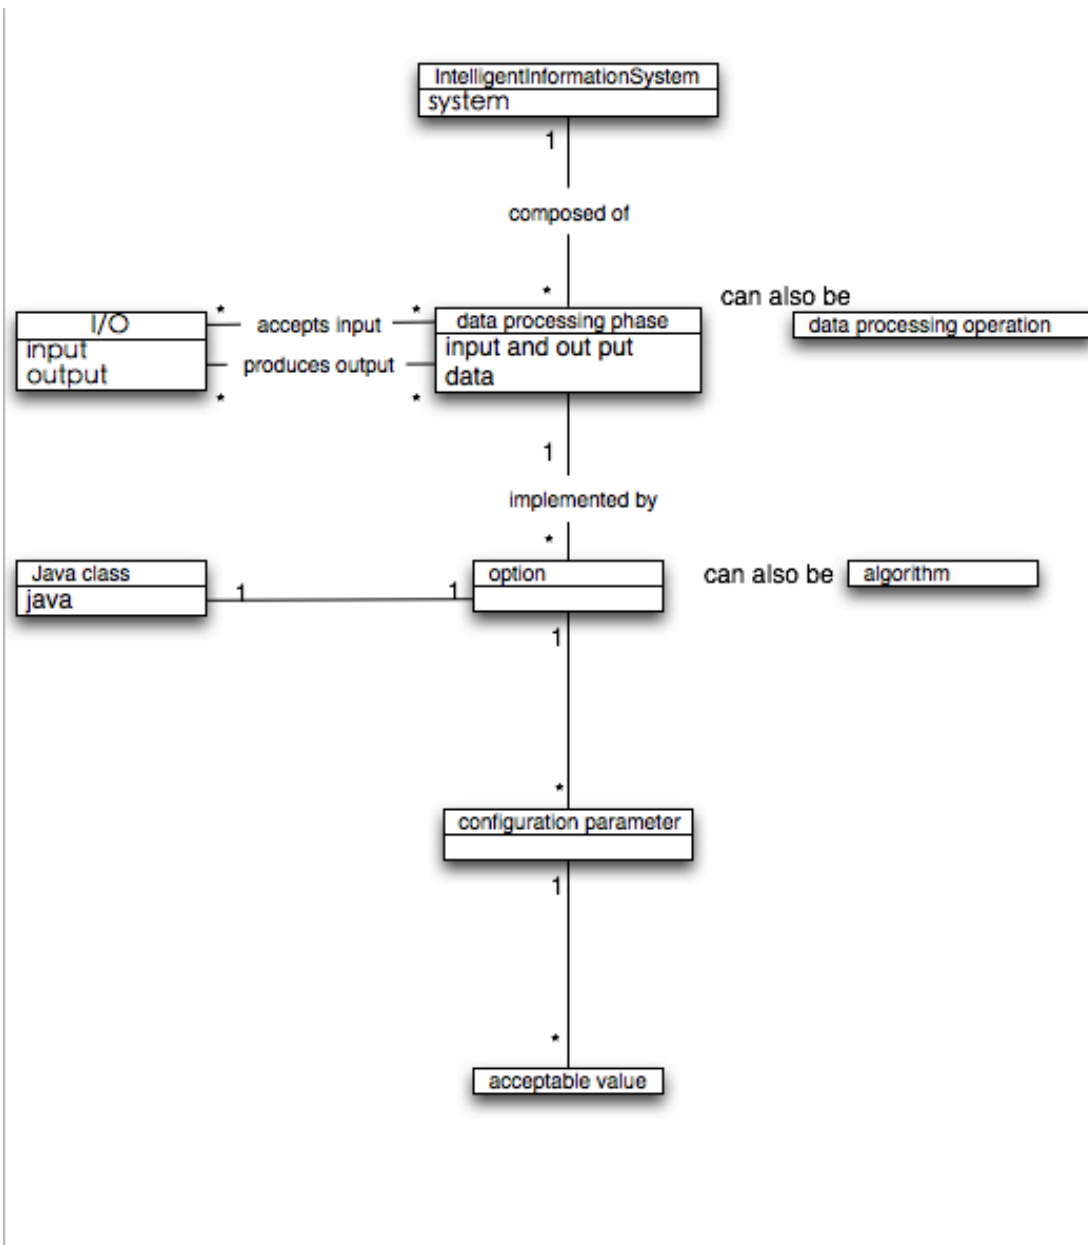 IntelligentInformationSystem
system
1
composed of
*
can also be
data processing operation
I/O
input
output
*
accepts input
*
produces output
*
*
data processing phase
input and out put
data
1
implemented by
*
Java class
java
1
1
option
can also be
algorithm
1
*
configuration parameter
1
*
acceptable value